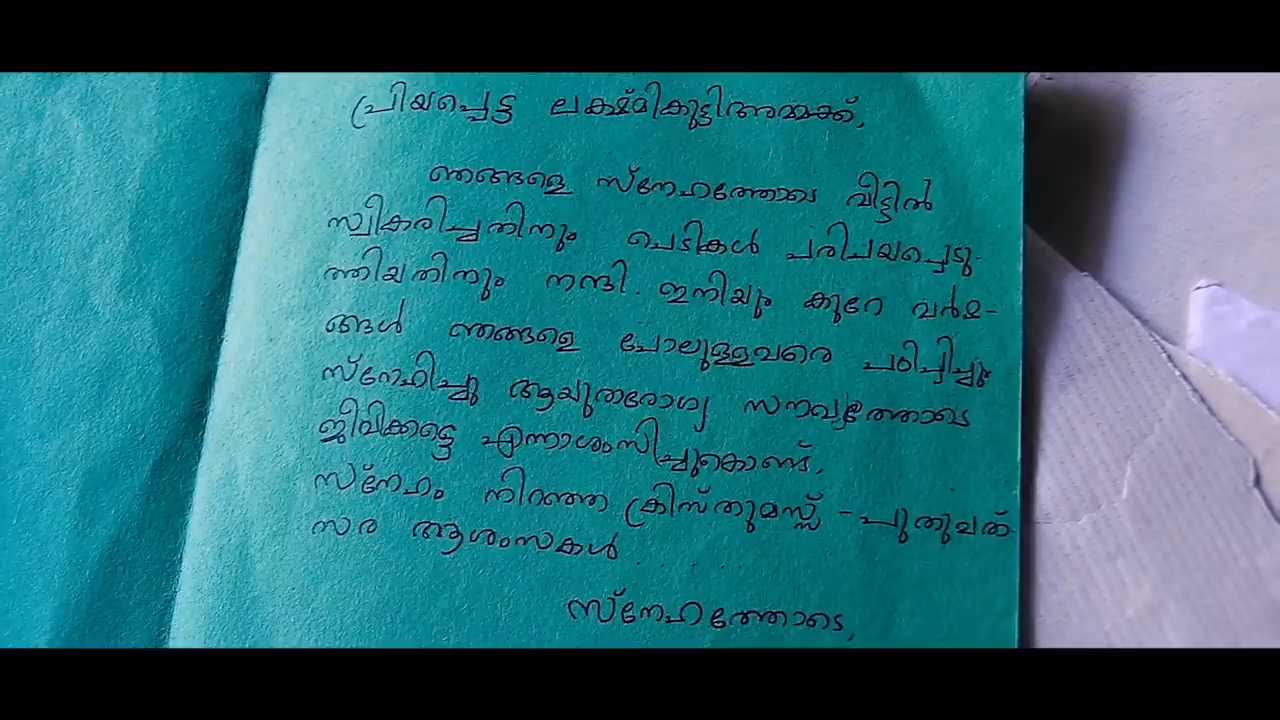 പ്രിയപ്പെട്ട ലക്ഷ്മികുട്ടിഅമ്മക്ക്,
ഞങ്ങളെ സ്നേഹത്തോടെ വീട്ടിൽ
സ്വീകരിച്ചതിനും ചെടികൾ പരിചയപ്പെടു-
ത്തിയതിനും നന്ദി. ഇനിയും കുറേ വർഷ-
ങ്ങൾ ഞങ്ങളെ പോലുള്ളവരെ പഠിപ്പിച്ചും
സ്നേഹിച്ചു ആയുരാരോഗ്യ സൗഖ്യത്തോടെ
ജീവിക്കട്ടെ എന്നാശംസിച്ചുകൊണ്ട്,
സ്നേഹം നിറഞ്ഞ ക്രിസ്തുമസ്സ് - പുതുവത്-
സര ആശംസകൾ . . . . .
സ്നേഹത്തോടെ,